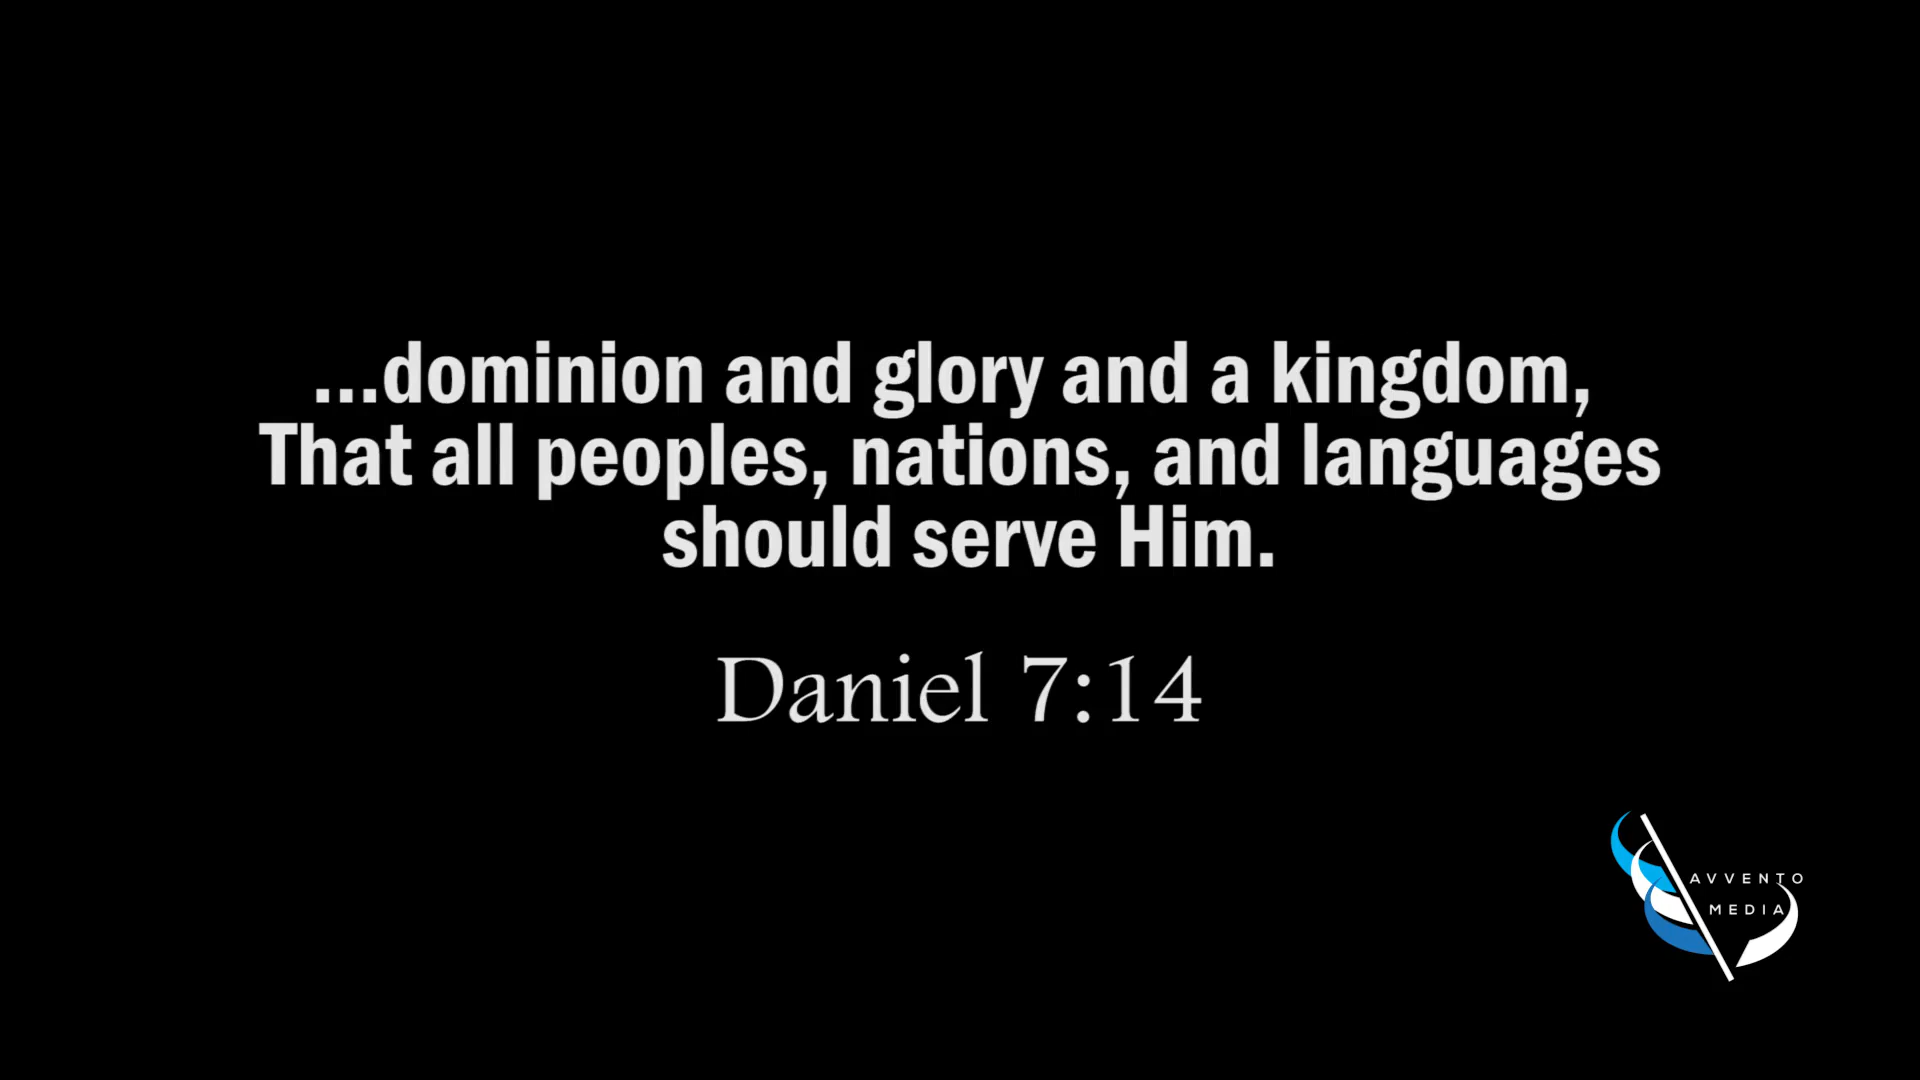 ...dominion and glory and a kingdom,
That all peoples, nations, and languages
should serve Him.
Daniel 7:14
AVVENTO
MEDIA